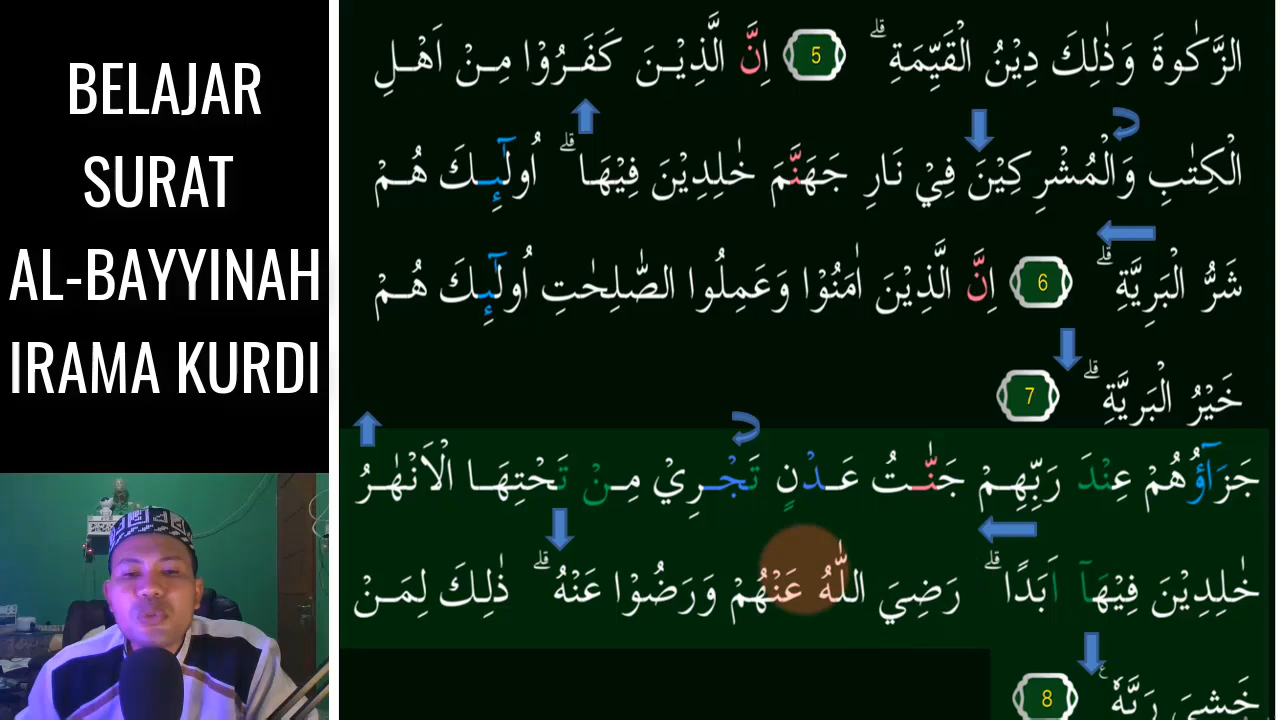 BELAJAR
SURAT
AL-BAYYINAH
IRAMA KURDI
الزَّكٰوةَ وَذٰلِكَ دِيْنُ الْقَيِّمَةِ ۗ 5 اِنَّ الَّذِيْنَ كَفَرُوْا مِنْ اَهْلِ
الْكِتٰبِ وَالْمُشْرِكِيْنَ فِيْ نَارِ جَهَنَّمَ خٰلِدِيْنَ فِيْهَا ۗ اُولٰۤىِٕكَ هُمْ
شَرُّ الْبَرِيَّةِ ۗ 6 اِنَّ الَّذِيْنَ اٰمَنُوْا وَعَمِلُوا الصّٰلِحٰتِ اُولٰۤىِٕكَ هُمْ
خَيْرُ الْبَرِيَّةِ ۗ 7
جَزَاۤؤُهُمْ عِنْدَ رَبِّهِمْ جَنّٰتُ عَدْنٍ تَجْرِيْ مِنْ تَحْتِهَا الْاَنْهٰرُ
خٰلِدِيْنَ فِيْهَآ اَبَدًا ۗ رَضِيَ اللّٰهُ عَنْهُمْ وَرَضُوْا عَنْهُ ۗ ذٰلِكَ لِمَنْ
خَشِيَ رَبَّهٗ ع 8